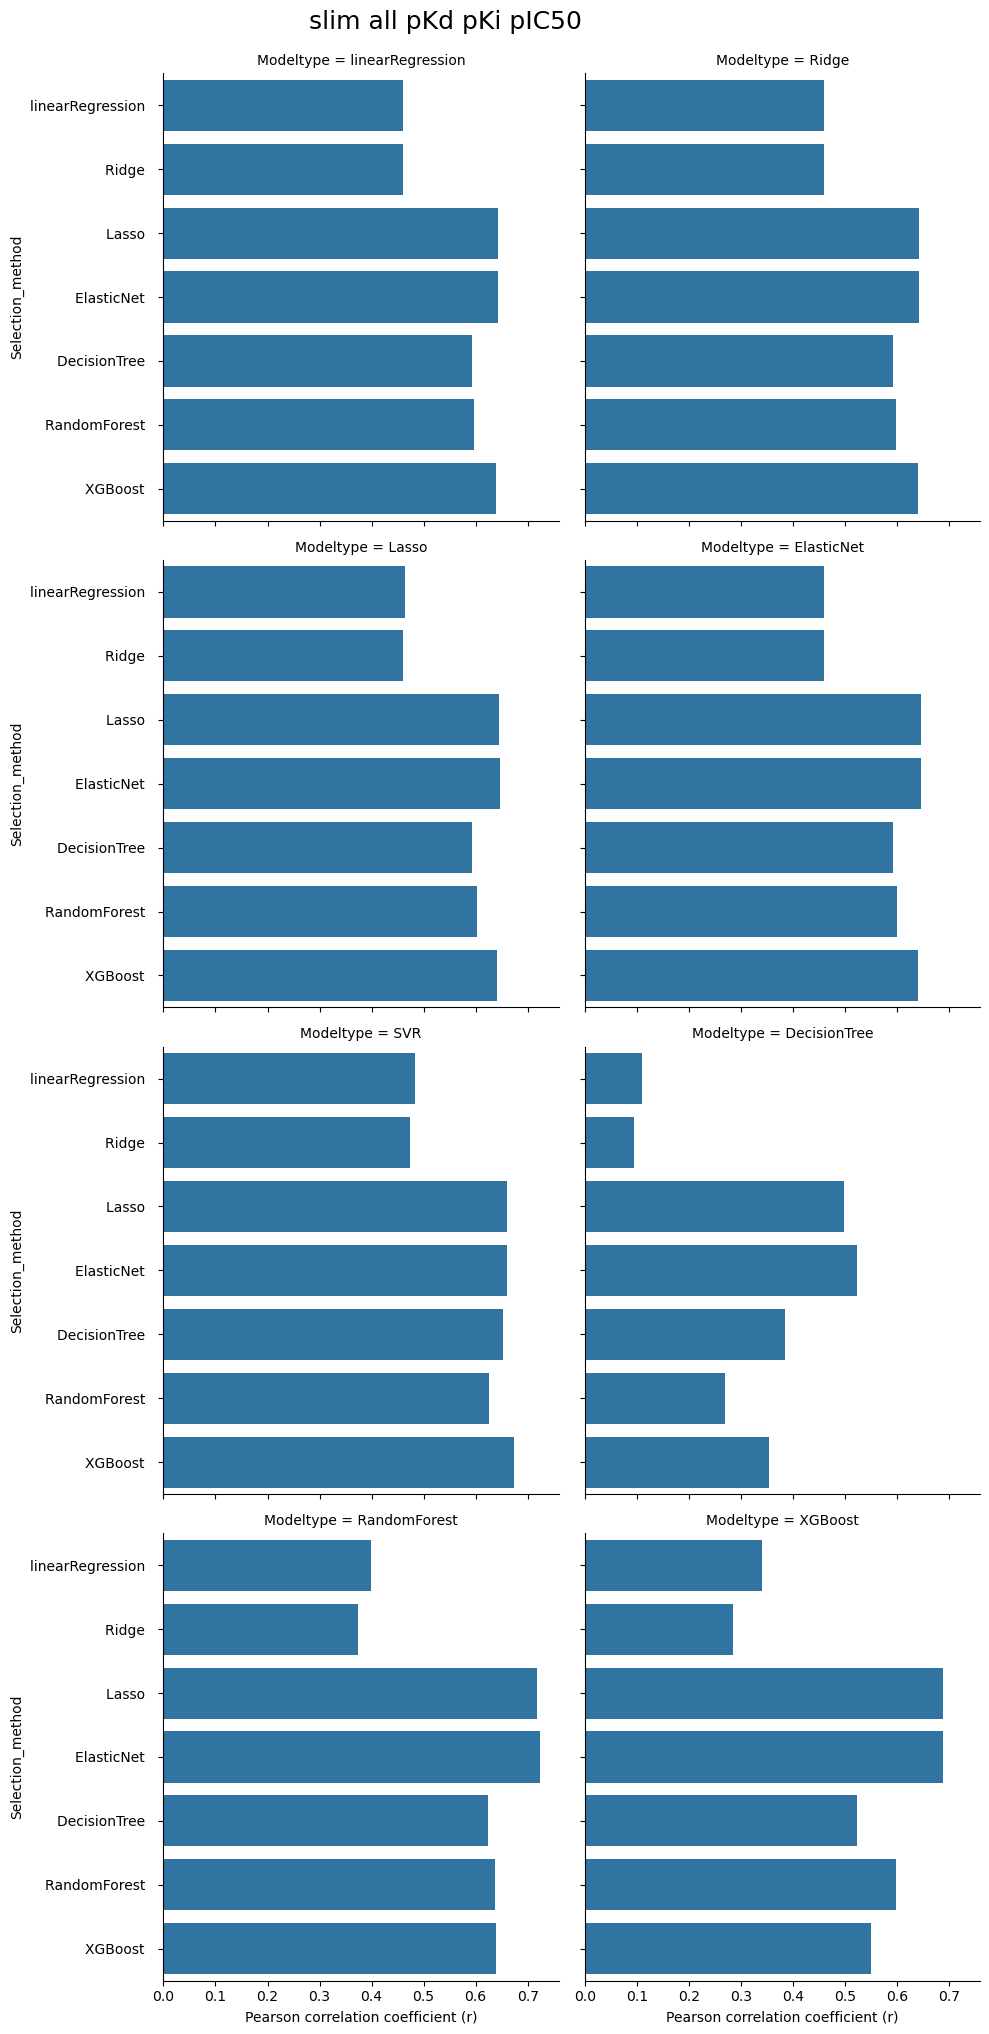 slim all pKd pKi pIC50
Modeltype = linearRegression
Modeltype = Ridge
Selection_method
linearRegression
Ridge
Lasso
ElasticNet
DecisionTree
RandomForest
XGBoost
Modeltype = Lasso
Modeltype = ElasticNet
Selection_method
linearRegression
Ridge
Lasso
ElasticNet
DecisionTree
RandomForest
XGBoost
Modeltype = SVR
Modeltype = DecisionTree
Selection_method
linearRegression
Ridge
Lasso
ElasticNet
DecisionTree
RandomForest
XGBoost
Modeltype = RandomForest
Modeltype = XGBoost
Selection_method
linearRegression
Ridge
Lasso
ElasticNet
DecisionTree
RandomForest
XGBoost
0.0 0.1 0.2 0.3 0.4 0.5 0.6 0.7
0.0 0.1 0.2 0.3 0.4 0.5 0.6 0.7
Pearson correlation coefficient (r)
Pearson correlation coefficient (r)